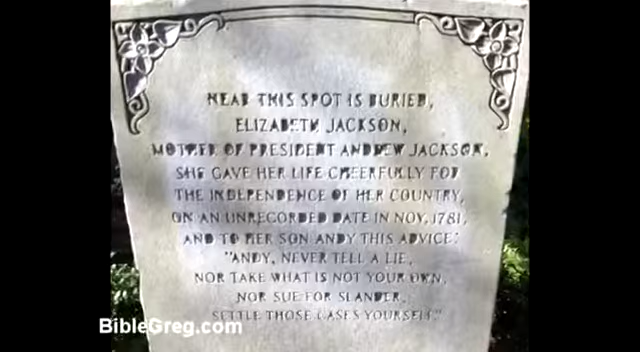 NEAR THIS SPOT IS BURIED,
ELIZABETH JACKSON,
MOTHER OF PRESIDENT ANDREW JACKSON,
SHE GAVE HER LIFE CHEERFULLY FOR
THE INDEPENDENCE OF HER COUNTRY,
ON AN UNRECORDED DATE IN NOV, 1781,
AND TO HER SON ANDY THIS ADVICE:
"ANDY, NEVER TELL A LIE,
NOR TAKE WHAT IS NOT YOUR OWN,
NOR SUE FOR SLANDER,
SETTLE THOSE CASES YOURSELF."
BibleGreg.com